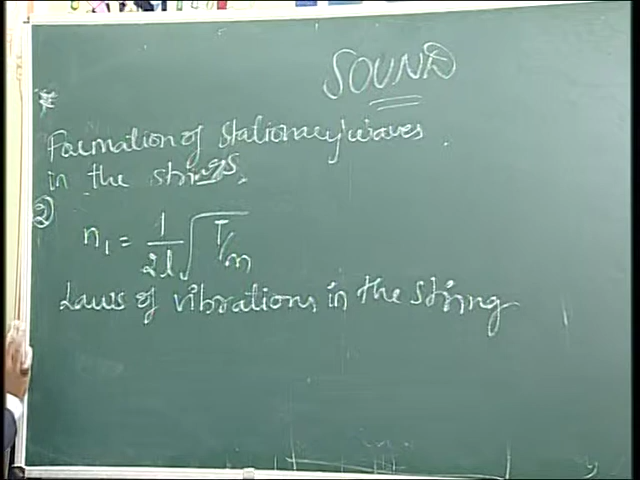 SOUND
Formation of stationary waves.
in the strings.
②
n₁ = 1/2l √T/m
Laws of vibrations in the string